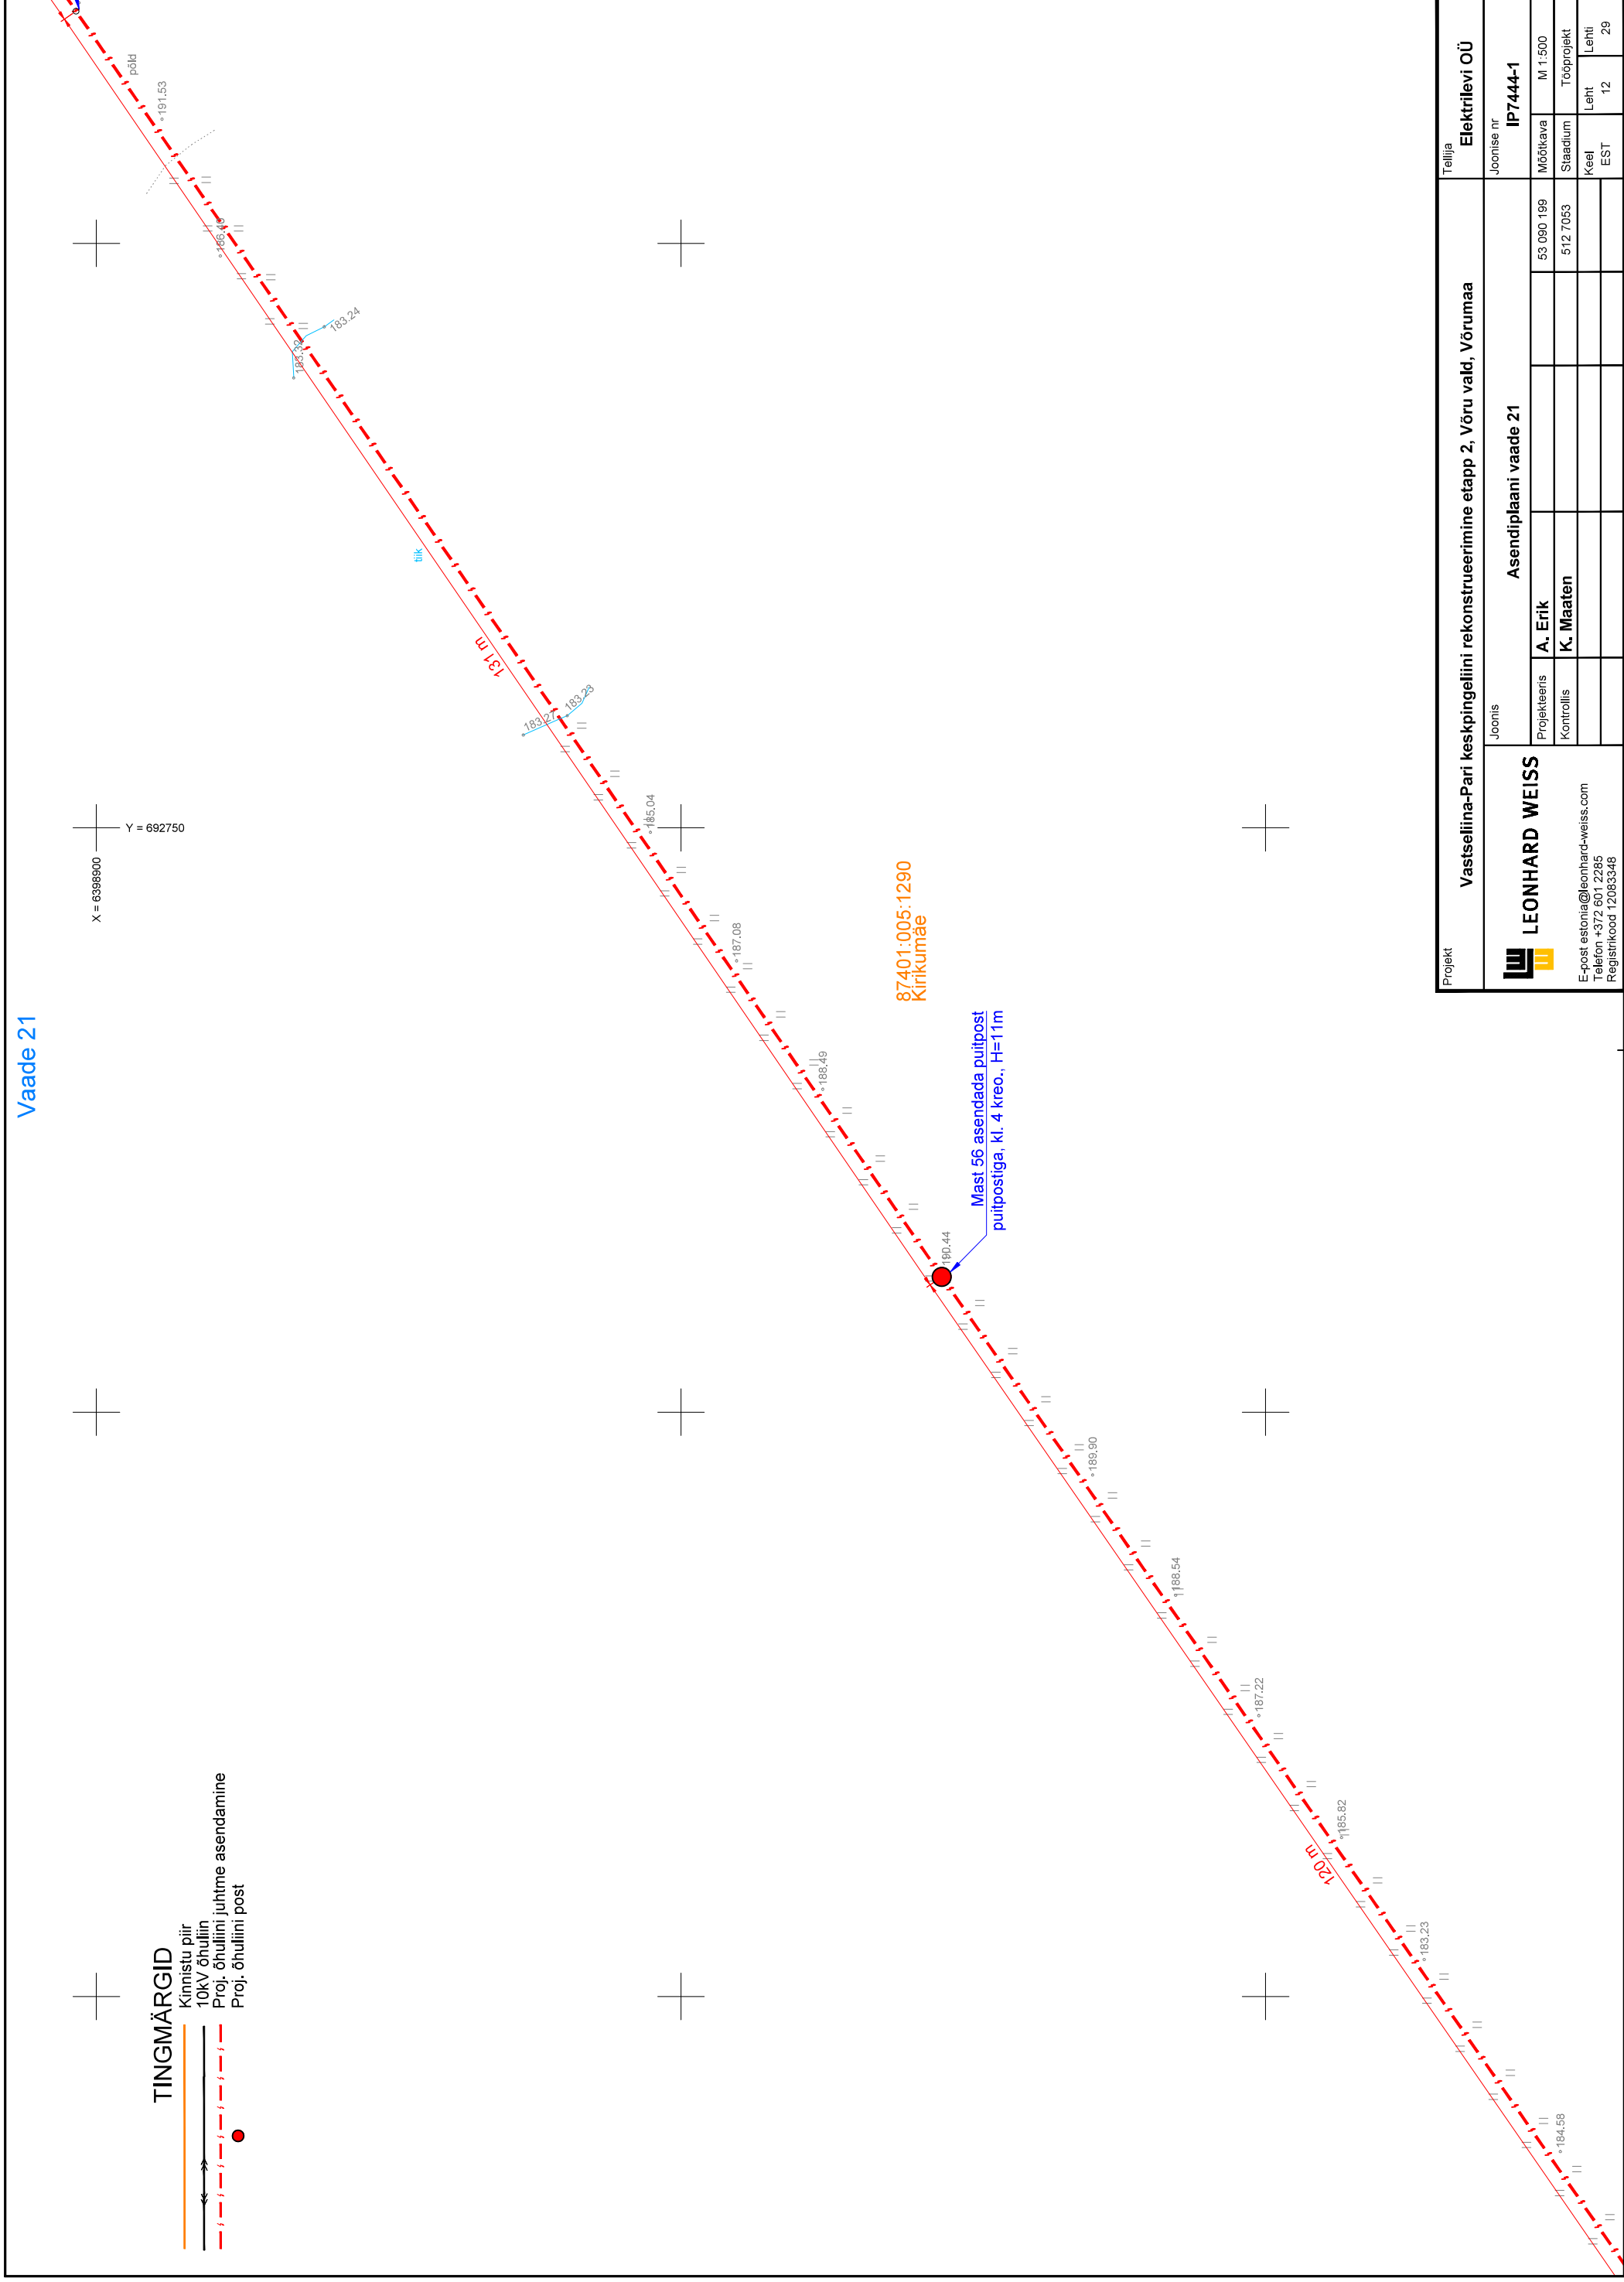 Vaade 21
TINGMÄRGID
Kinnistu piir
10kV õhuliin
Proj. õhuliini juhtme asendamine
Proj. õhuliini post
X = 6398900
Y = 692750
põld
191.53
183.24
tiik
131 m
183.27
183.23
185.04
187.08
188.49
87401:005:1290
Kirikumäe
Mast 56 asendada puitpost
puitpostiga, kl. 4 kreo., H=11m
190.44
189.90
188.54
187.22
185.82
120 m
183.23
184.58
Projekt
Vastseliina-Pari keskpingeliini rekonstrueerimine etapp 2, Võru vald, Võrumaa
Tellija
Elektrilevi OÜ
LEONHARD WEISS
E-post estonia@leonhard-weiss.com
Telefon +372 601 2285
Registrikood 12083348
Joonis
Asendiplaani vaade 21
Joonise nr
IP7444-1
Projekteeris A. Erik 53 090 199 Mõõtkava M 1:500
Kontrollis K. Maaten 512 7053 Staadium Tööprojekt
Keel Leht Lehti
EST 12 29